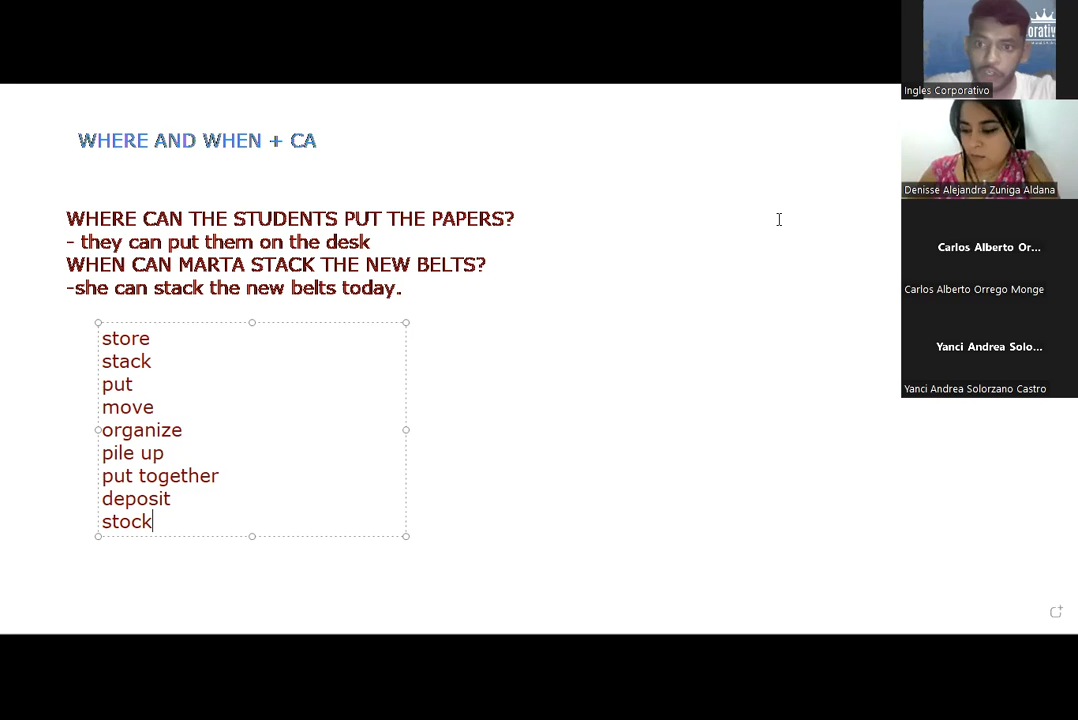 WHERE AND WHEN + CA
WHERE CAN THE STUDENTS PUT THE PAPERS?
- they can put them on the desk
WHEN CAN MARTA STACK THE NEW BELTS?
-she can stack the new belts today.
store
stack
put
move
organize
pile up
put together
deposit
stock
Ingles Corporativo
Denisse Alejandra Zuniga Aldana
Carlos Alberto Or...
Carlos Alberto Orrego Monge
Yanci Andrea Solo...
Yanci Andrea Solorzano Castro